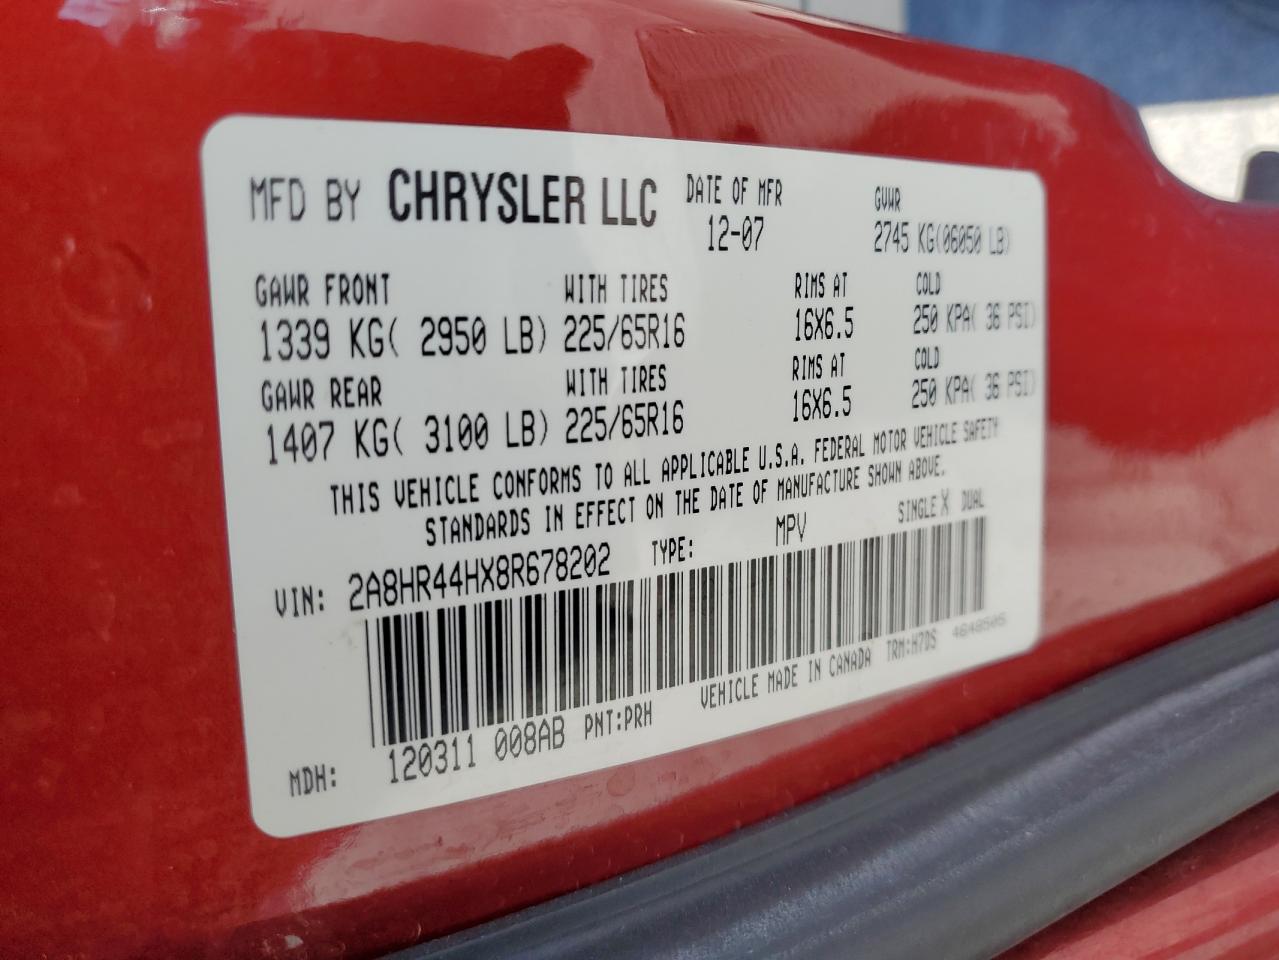 MFD BY CHRYSLER LLC DATE OF MFR GVWR
12-07 2745 KG(06050 LB)
GAWR FRONT WITH TIRES RIMS AT COLD
1339 KG( 2950 LB) 225/65R16 16X6.5 250 KPA( 36 PSI)
GAWR REAR WITH TIRES RIMS AT COLD
1407 KG( 3100 LB) 225/65R16 16X6.5 250 KPA( 36 PSI)
THIS VEHICLE CONFORMS TO ALL APPLICABLE U.S.A. FEDERAL MOTOR VEHICLE SAFETY
STANDARDS IN EFFECT ON THE DATE OF MANUFACTURE SHOWN ABOVE.
VIN: 2A8HR44HX8R678202 TYPE: MPV SINGLE X DUAL
VEHICLE MADE IN CANADA TRM:H7DS 4648505
MDH: 120311 008AB PNT:PRH